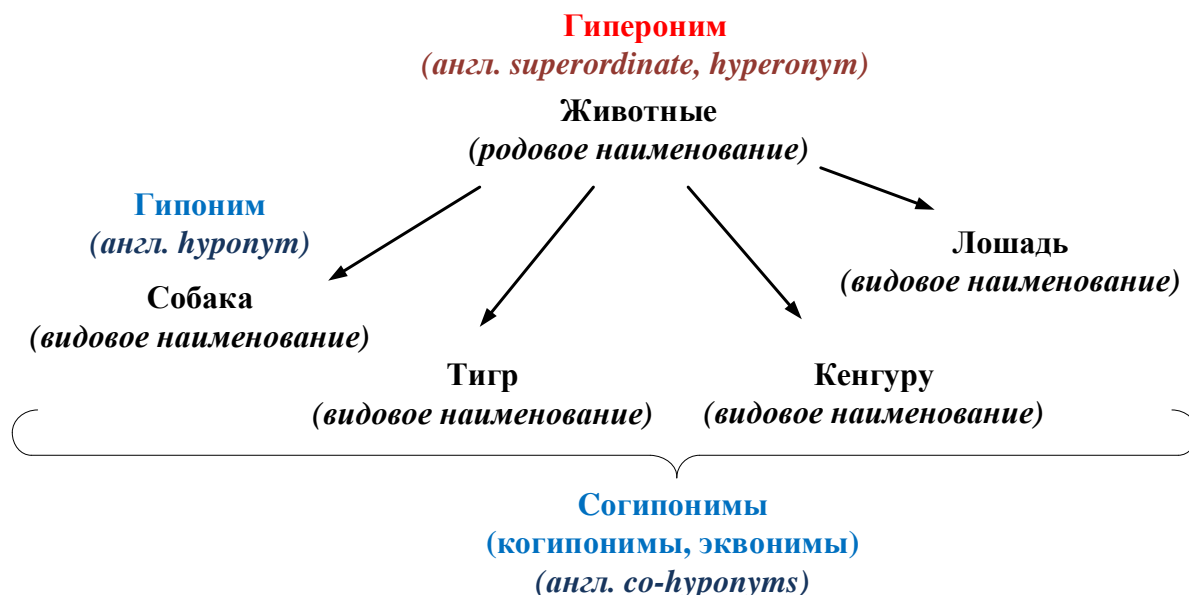 Гипероним
(англ. superordinate, hyperonym)
Животные
(родовое наименование)
Гипоним
(англ. hyponym)
Собака
(видовое наименование)
Лошадь
(видовое наименование)
Тигр
(видовое наименование)
Кенгуру
(видовое наименование)
Согипонимы
(когипонимы, эквонимы)
(англ. co-hyponyms)